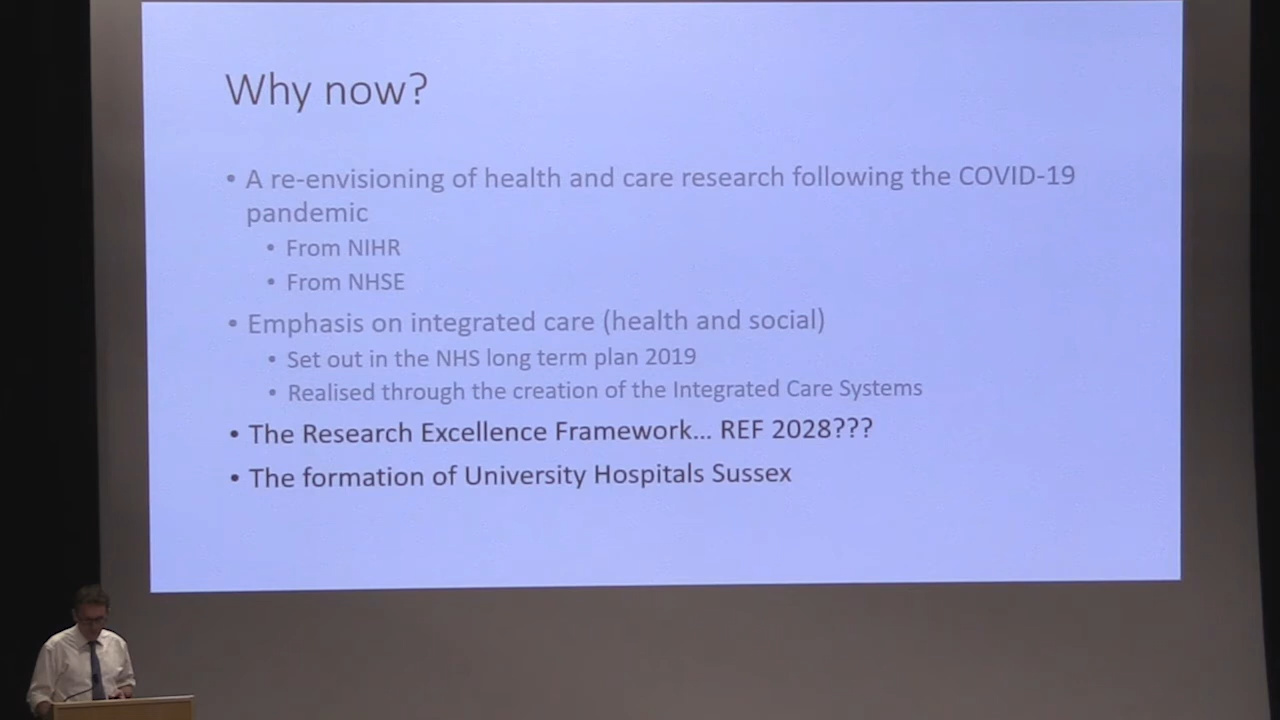 Why now?
• A re-envisioning of health and care research following the COVID-19
pandemic
• From NIHR
• From NHSE
• Emphasis on integrated care (health and social)
• Set out in the NHS long term plan 2019
• Realised through the creation of the Integrated Care Systems
• The Research Excellence Framework... REF 2028???
• The formation of University Hospitals Sussex